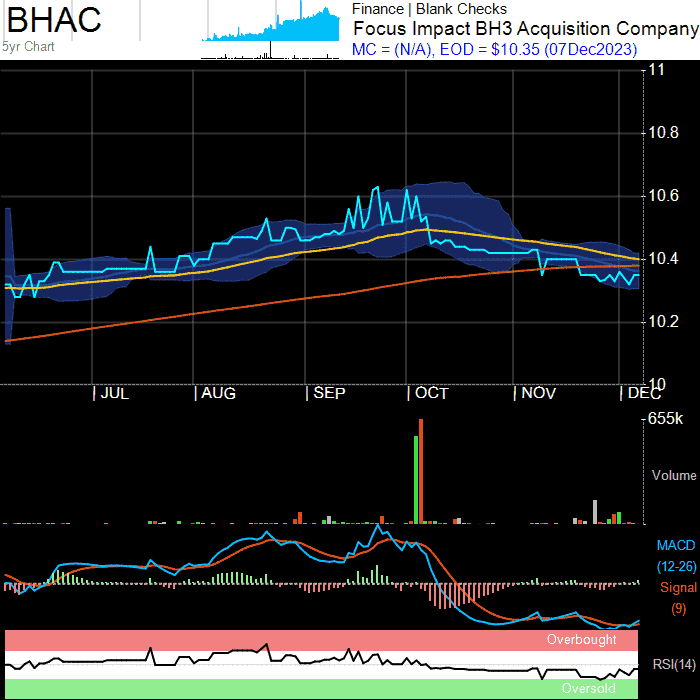 BHAC
5yr Chart
Finance | Blank Checks
Focus Impact BH3 Acquisition Company
MC = (N/A), EOD = $10.35 (07Dec2023)
11
10.8
10.6
10.4
10.2
10
JUL AUG SEP OCT NOV DEC
655k
Volume
MACD
(12-26)
Signal
(9)
Overbought
RSI(14)
Oversold